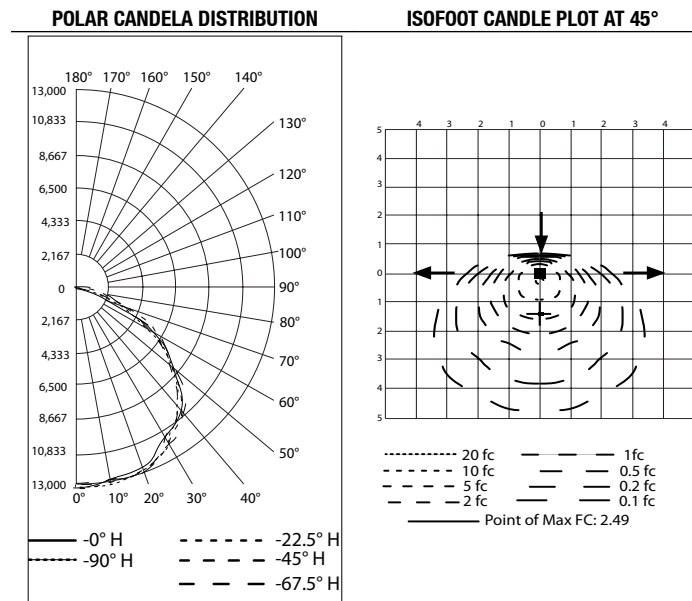 POLAR CANDELA DISTRIBUTION
180° 170° 160° 150° 140°
13,000
10,833
8,667
6,500
4,333
2,167
0
2,167
4,333
6,500
8,667
10,833
13,000
130°
120°
110°
100°
90°
80°
70°
60°
50°
0° 10° 20° 30° 40°
-0° H
-90° H
-22.5° H
-45° H
-67.5° H
ISOFOOT CANDLE PLOT AT 45°
4 3 2 1 0 1 2 3 4
5
4
3
2
1
0
1
2
3
4
5
20 fc
10 fc
5 fc
2 fc
1fc
0.5 fc
0.2 fc
0.1 fc
Point of Max FC: 2.49